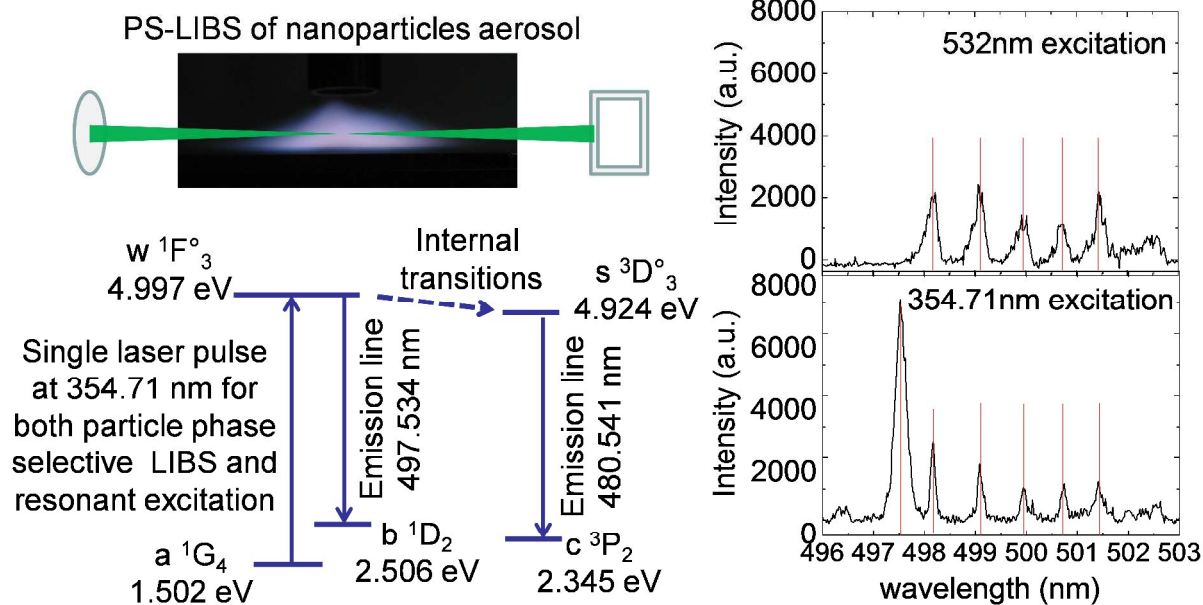 PS-LIBS of nanoparticles aerosol
w ¹F°₃
4.997 eV
Internal
transitions
s ³D°₃
4.924 eV
Single laser pulse
at 354.71 nm for
both particle phase
selective LIBS and
resonant excitation
Emission line
497.534 nm
Emission line
480.541 nm
a ¹G₄
1.502 eV
b ¹D₂
2.506 eV
c ³P₂
2.345 eV
532nm excitation
Intensity (a.u.)
8000
6000
4000
2000
0
354.71nm excitation
Intensity (a.u.)
8000
6000
4000
2000
0
496 497 498 499 500 501 502 503
wavelength (nm)